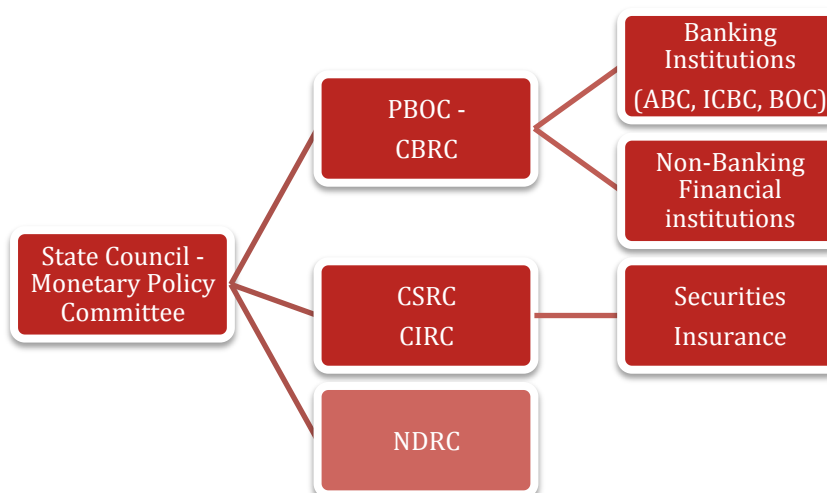 State Council -
Monetary Policy
Committee
PBOC -
CBRC
Banking
Institutions
(ABC, ICBC, BOC)
Non-Banking
Financial
institutions
CSRC
CIRC
Securities
Insurance
NDRC